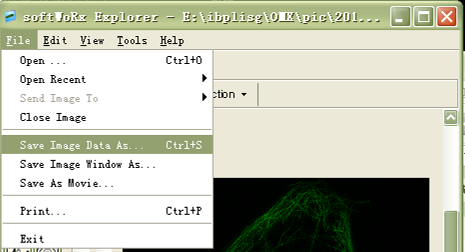 softWoRx Explorer - E:\ibplisg\OMX\pic\201...
File Edit View Tools Help
Open ... Ctrl+O
Open Recent
Send Image To
Close Image
ction
Save Image Data As... Ctrl+S
Save Image Window As...
Save As Movie...
Print... Ctrl+P
Exit